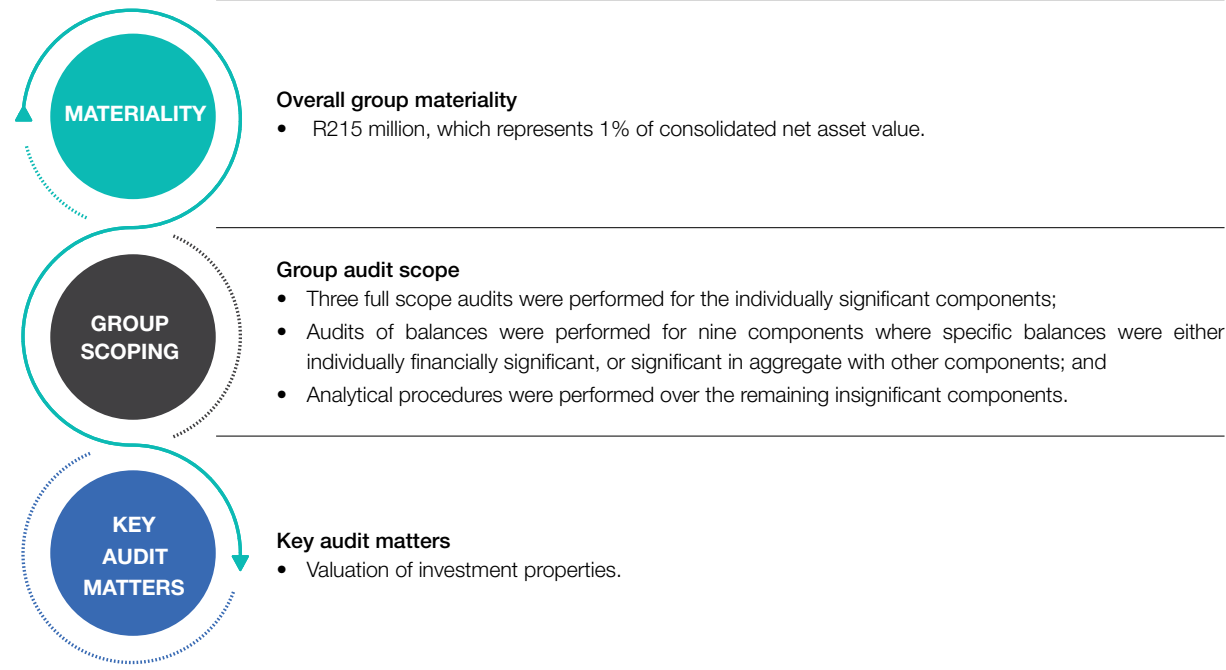 MATERIALITY
Overall group materiality
• R215 million, which represents 1% of consolidated net asset value.
GROUP
SCOPING
Group audit scope
• Three full scope audits were performed for the individually significant components;
• Audits of balances were performed for nine components where specific balances were either
individually financially significant, or significant in aggregate with other components; and
• Analytical procedures were performed over the remaining insignificant components.
KEY
AUDIT
MATTERS
Key audit matters
• Valuation of investment properties.